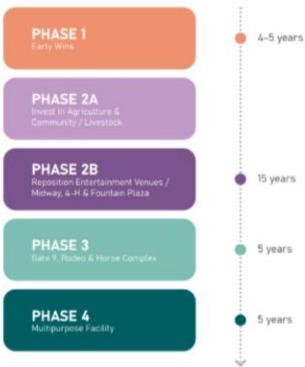 PHASE 1
Early Wins
4-5 years
PHASE 2A
Invest in Agriculture &
Community / Livestock
PHASE 2B
Reposition Entertainment Venues /
Midway, 4-H & Fountain Plaza
15 years
PHASE 3
Gate 9, Rodeo & Horse Complex
5 years
PHASE 4
Multipurpose Facility
5 years